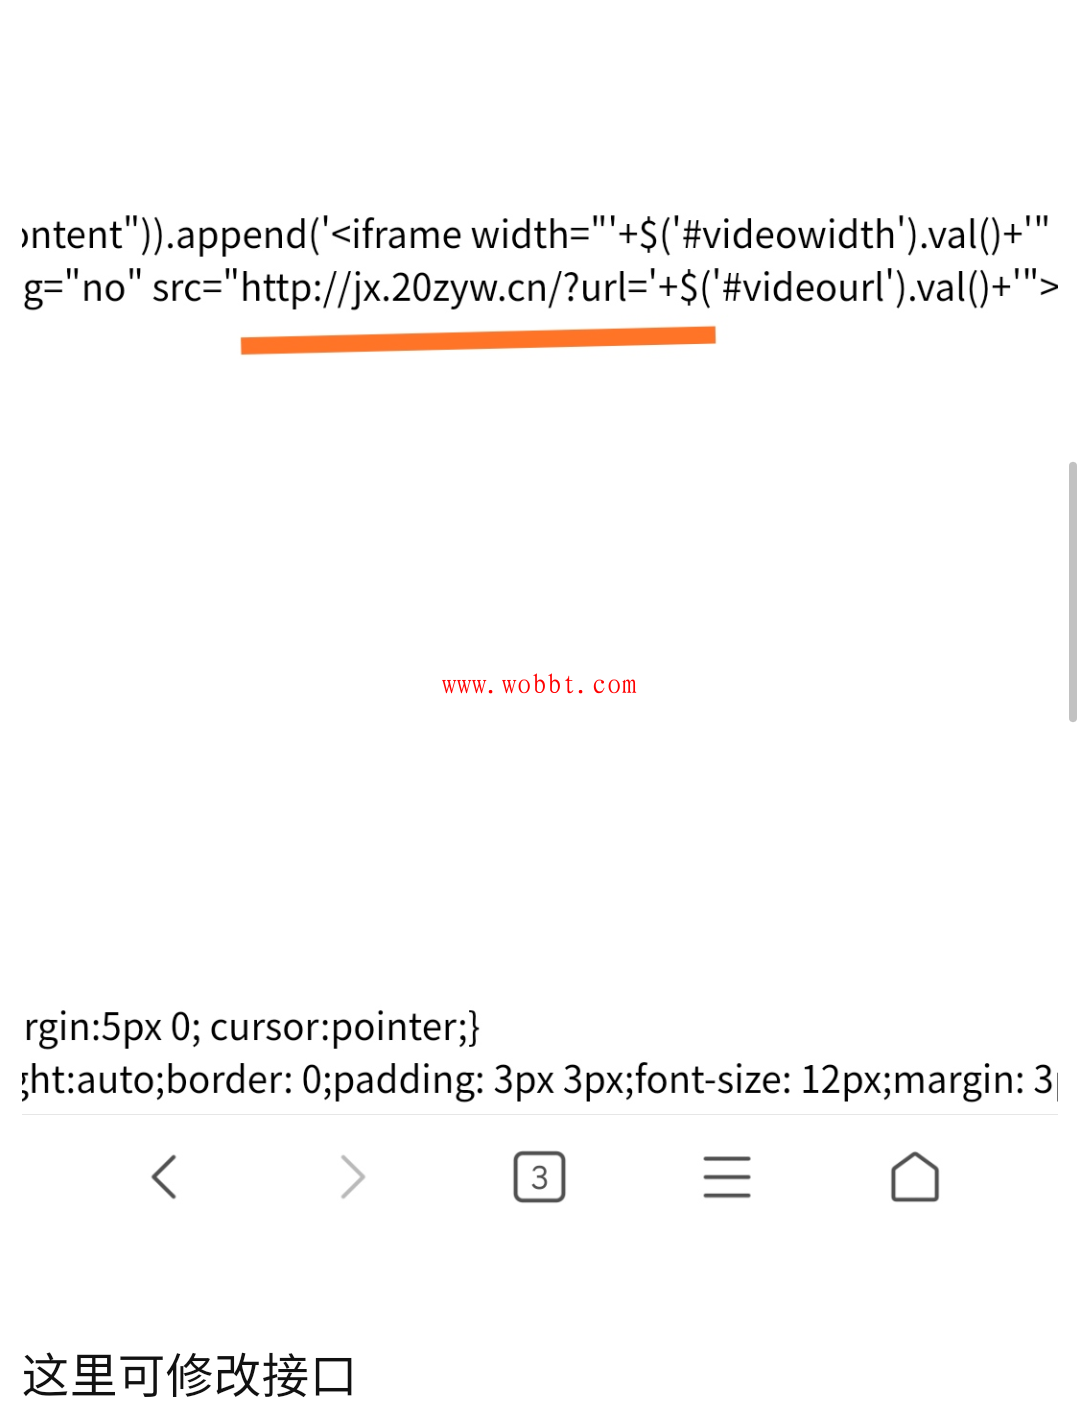 ontent")).append('<iframe width="'+$('#videowidth').val()+'"
g="no" src="http://jx.20zyw.cn/?url='+$('#videourl').val()+'">
www.wobbt.com
rgin:5px 0; cursor:pointer;}
ght:auto;border: 0;padding: 3px 3px;font-size: 12px;margin: 3p
3
这里可修改接口